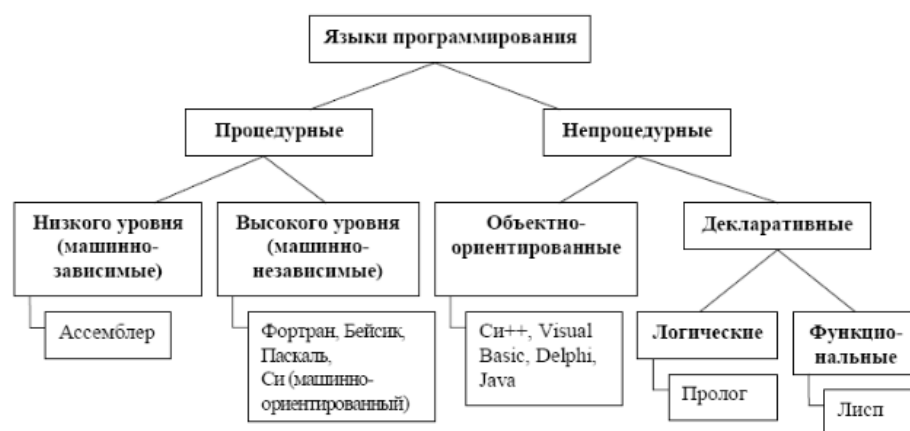 Языки программирования
Процедурные
Непроцедурные
Низкого уровня
(машинно-
зависимые)
Высокого уровня
(машинно-
независимые)
Объектно-
ориентированные
Декларативные
Ассемблер
Фортран, Бейсик,
Паскаль,
Си (машинно-
ориентированный)
Си++, Visual
Basic, Delphi,
Java
Логические
Функцио-
нальные
Пролог
Лисп